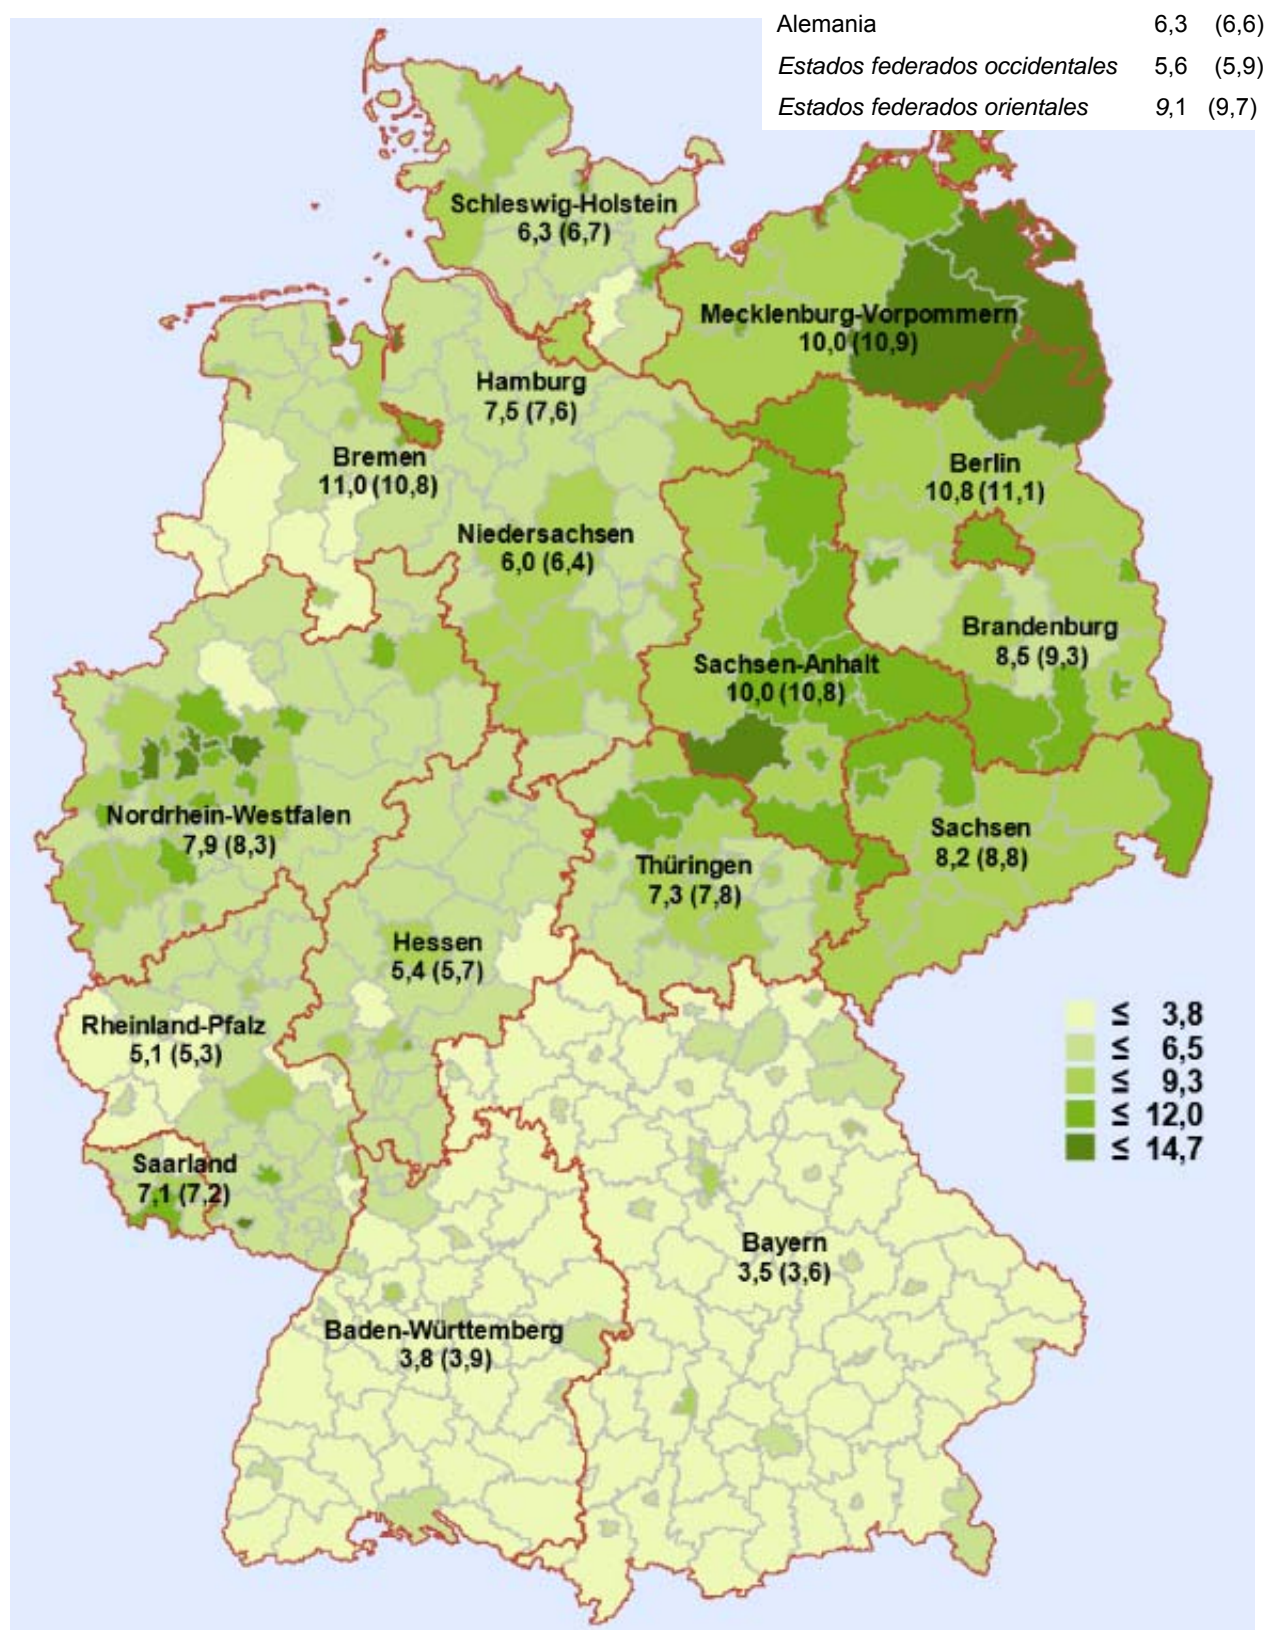 Alemania 6,3 (6,6)
Estados federados occidentales 5,6 (5,9)
Estados federados orientales 9,1 (9,7)
Schleswig-Holstein
6,3 (6,7)
Mecklenburg-Vorpommern
10,0 (10,9)
Hamburg
7,5 (7,6)
Bremen
11,0 (10,8)
Berlin
10,8 (11,1)
Niedersachsen
6,0 (6,4)
Brandenburg
8,5 (9,3)
Sachsen-Anhalt
10,0 (10,8)
Nordrhein-Westfalen
7,9 (8,3)
Sachsen
8,2 (8,8)
Thüringen
7,3 (7,8)
Hessen
5,4 (5,7)
Rheinland-Pfalz
5,1 (5,3)
≤ 3,8
≤ 6,5
≤ 9,3
≤ 12,0
≤ 14,7
Saarland
7,1 (7,2)
Bayern
3,5 (3,6)
Baden-Württemberg
3,8 (3,9)